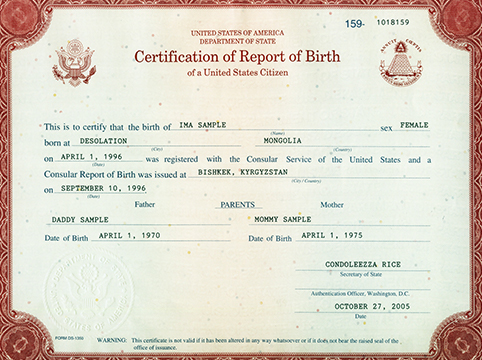 159- 1018159
UNITED STATES OF AMERICA
DEPARTMENT OF STATE
Certification of Report of Birth
of a United States Citizen
ANNUIT COEPTIS
This is to certify that the birth of IMA SAMPLE sex FEMALE
(Name)
born at DESOLATION MONGOLIA
(City) (Country)
on APRIL 1, 1996 was registered with the Consular Service of the United States and a
(Date)
Consular Report of Birth was issued at BISHKEK, KYRGYZSTAN
(City / Country)
on SEPTEMBER 10, 1996
(Date)
Father PARENTS Mother
DADDY SAMPLE MOMMY SAMPLE
Date of Birth APRIL 1, 1970 Date of Birth APRIL 1, 1975
CONDOLEEZZA RICE
Secretary of State
Authentication Officer, Washington, D.C.
OCTOBER 27, 2005
Date
FORM DS-1350
WARNING: This certificate is not valid if it has been altered in any way whatsoever or if it does not bear the raised seal of the
office of issuance.